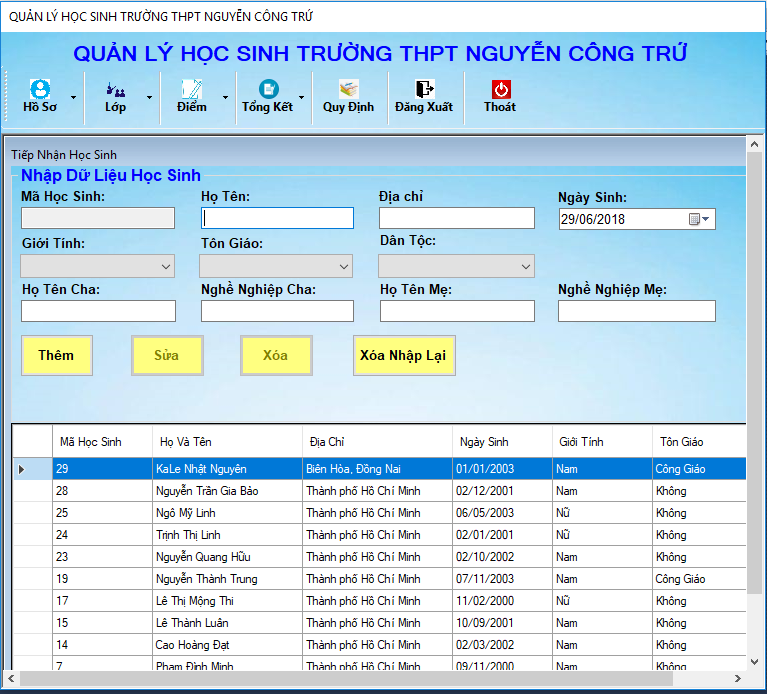 QUẢN LÝ HỌC SINH TRƯỜNG THPT NGUYỄN CÔNG TRỨ
QUẢN LÝ HỌC SINH TRƯỜNG THPT NGUYỄN CÔNG TRỨ
Hồ Sơ Lớp Điểm Tổng Kết Quy Định Đăng Xuất Thoát
Tiếp Nhận Học Sinh
Nhập Dữ Liệu Học Sinh
Mã Học Sinh: Họ Tên: Địa chỉ Ngày Sinh:
29/06/2018
Giới Tính: Tôn Giáo: Dân Tộc:
Họ Tên Cha: Nghề Nghiệp Cha: Họ Tên Mẹ: Nghề Nghiệp Mẹ:
Thêm Sửa Xóa Xóa Nhập Lại
Mã Học Sinh Họ Và Tên Địa Chỉ Ngày Sinh Giới Tính Tôn Giáo
29 KaLe Nhật Nguyên Biên Hòa, Đồng Nai 01/01/2003 Nam Công Giáo
28 Nguyễn Trần Gia Bảo Thành phố Hồ Chí Minh 02/12/2001 Nam Không
25 Ngô Mỹ Linh Thành phố Hồ Chí Minh 06/05/2003 Nữ Không
24 Trịnh Thị Linh Thành phố Hồ Chí Minh 02/01/2001 Nữ Không
23 Nguyễn Quang Hữu Thành phố Hồ Chí Minh 02/10/2002 Nam Không
19 Nguyễn Thành Trung Thành phố Hồ Chí Minh 07/11/2003 Nam Công Giáo
17 Lê Thị Mộng Thi Thành phố Hồ Chí Minh 11/02/2000 Nữ Không
15 Lê Thành Luân Thành phố Hồ Chí Minh 10/09/2001 Nam Không
14 Cao Hoàng Đạt Thành phố Hồ Chí Minh 02/03/2002 Nam Không
7 Phạm Đình Minh Thành phố Hồ Chí Minh 09/11/2000 Nam Không